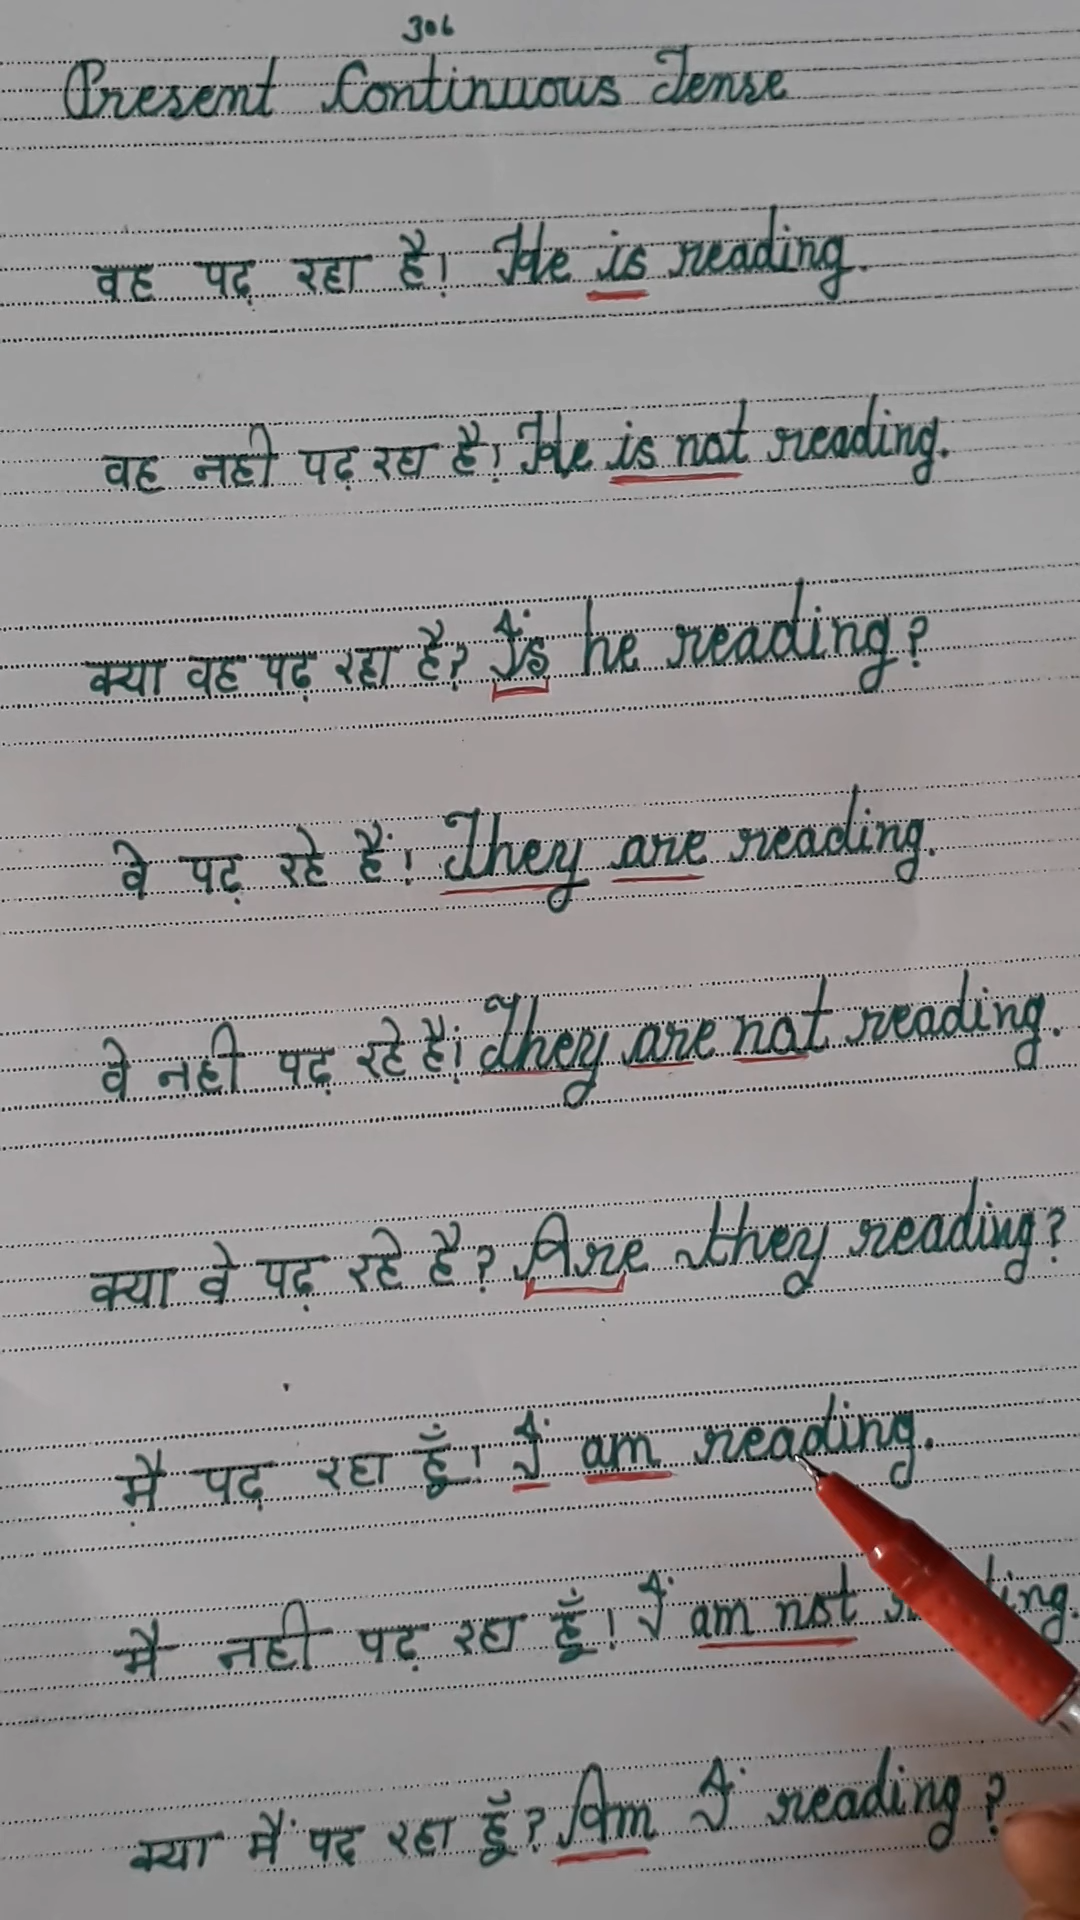 306
Present Continuous Tense
वह पढ़ रहा है। He is reading.
वह नही पढ़ रहा है। He is not reading.
क्या वह पढ़ रहा है? Is he reading?
वे पढ़ रहे हैं। They are reading.
वे नही पढ़ रहे हैं। They are not reading.
क्या वे पढ़ रहे है? Are they reading?
मै पढ़ रहा हूँ। I am reading.
मै नही पढ़ रहा हूँ। I am not
क्या मैं पढ रहा हूँ? Am I reading?